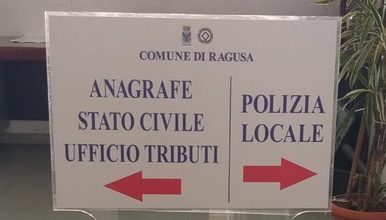 COMUNE DI RAGUSA
ANAGRAFE
STATO CIVILE
UFFICIO TRIBUTI
POLIZIA
LOCALE